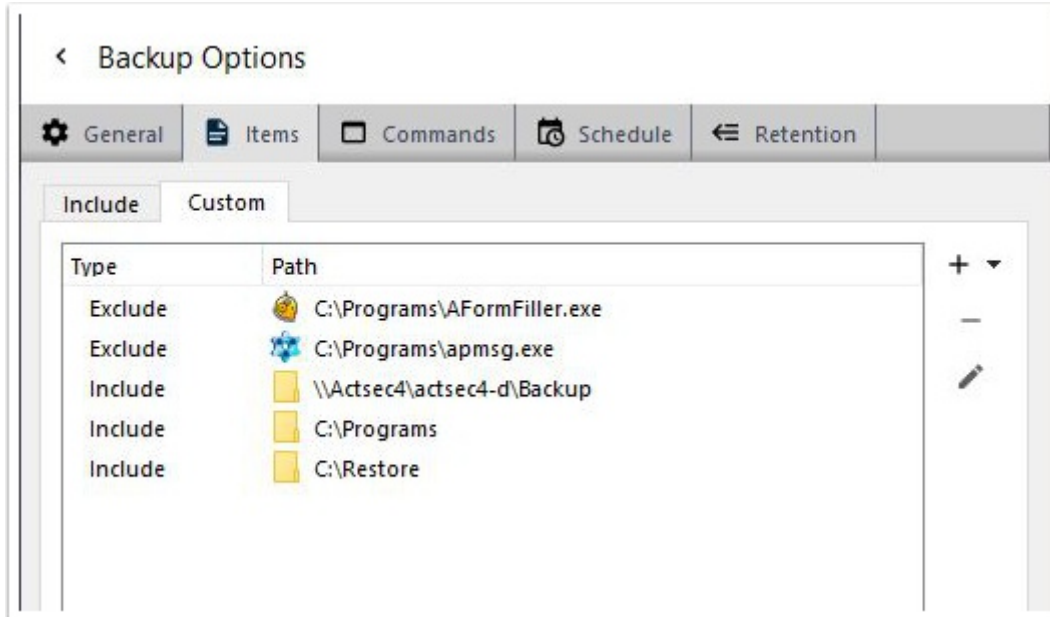 Backup Options
General Items Commands Schedule Retention
Include Custom
Type Path
Exclude C:\Programs\AFormFiller.exe
Exclude C:\Programs\apmsg.exe
Include \\Actsec4\actsec4-d\Backup
Include C:\Programs
Include C:\Restore